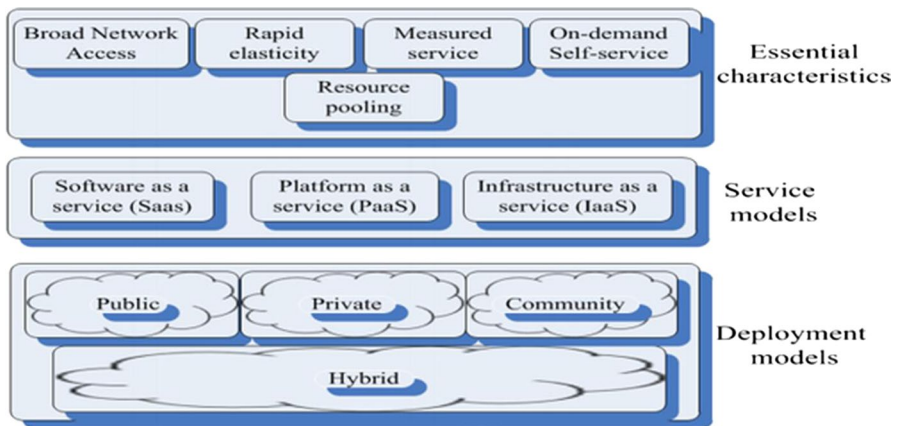 Broad Network
Access
Rapid
elasticity
Measured
service
On-demand
Self-service
Resource
pooling
Essential
characteristics
Software as a
service (Saas)
Platform as a
service (PaaS)
Infrastructure as a
service (IaaS)
Service
models
Public
Private
Community
Hybrid
Deployment
models